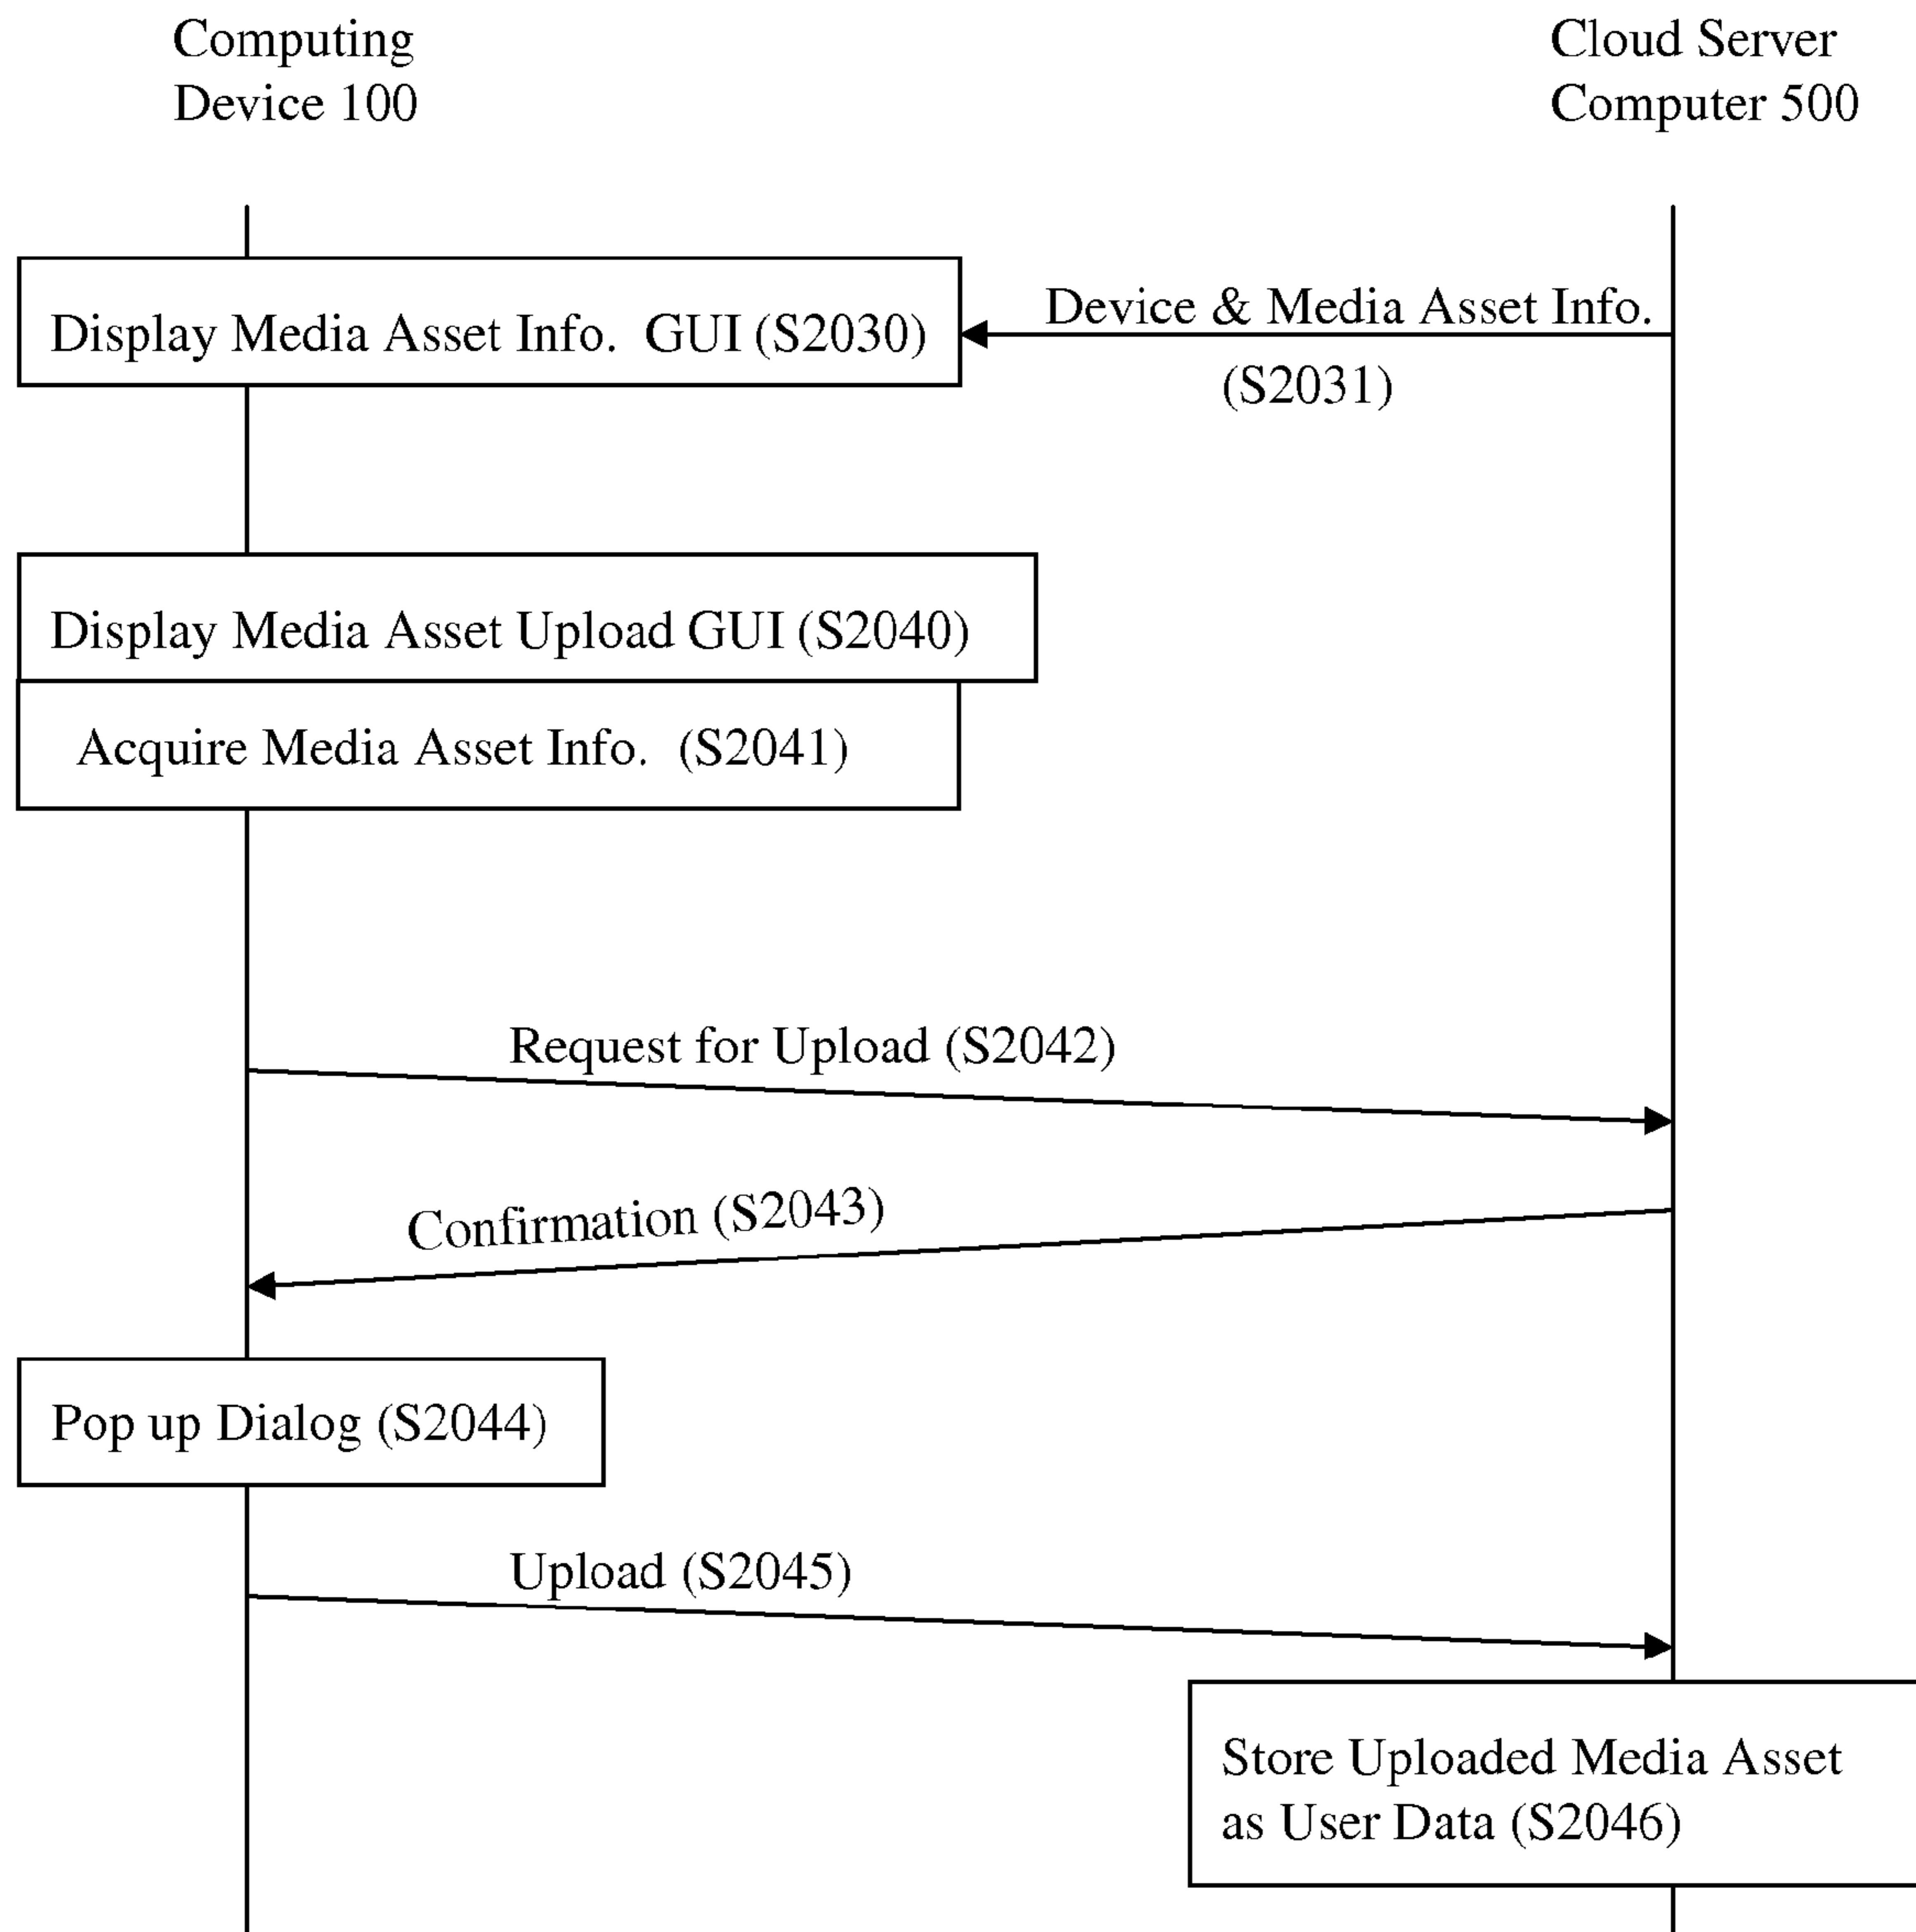 Computing
Device 100
Cloud Server
Computer 500
Display Media Asset Info. GUI (S2030)
Device & Media Asset Info.
(S2031)
Display Media Asset Upload GUI (S2040)
Acquire Media Asset Info. (S2041)
Request for Upload (S2042)
Confirmation (S2043)
Pop up Dialog (S2044)
Upload (S2045)
Store Uploaded Media Asset
as User Data (S2046)